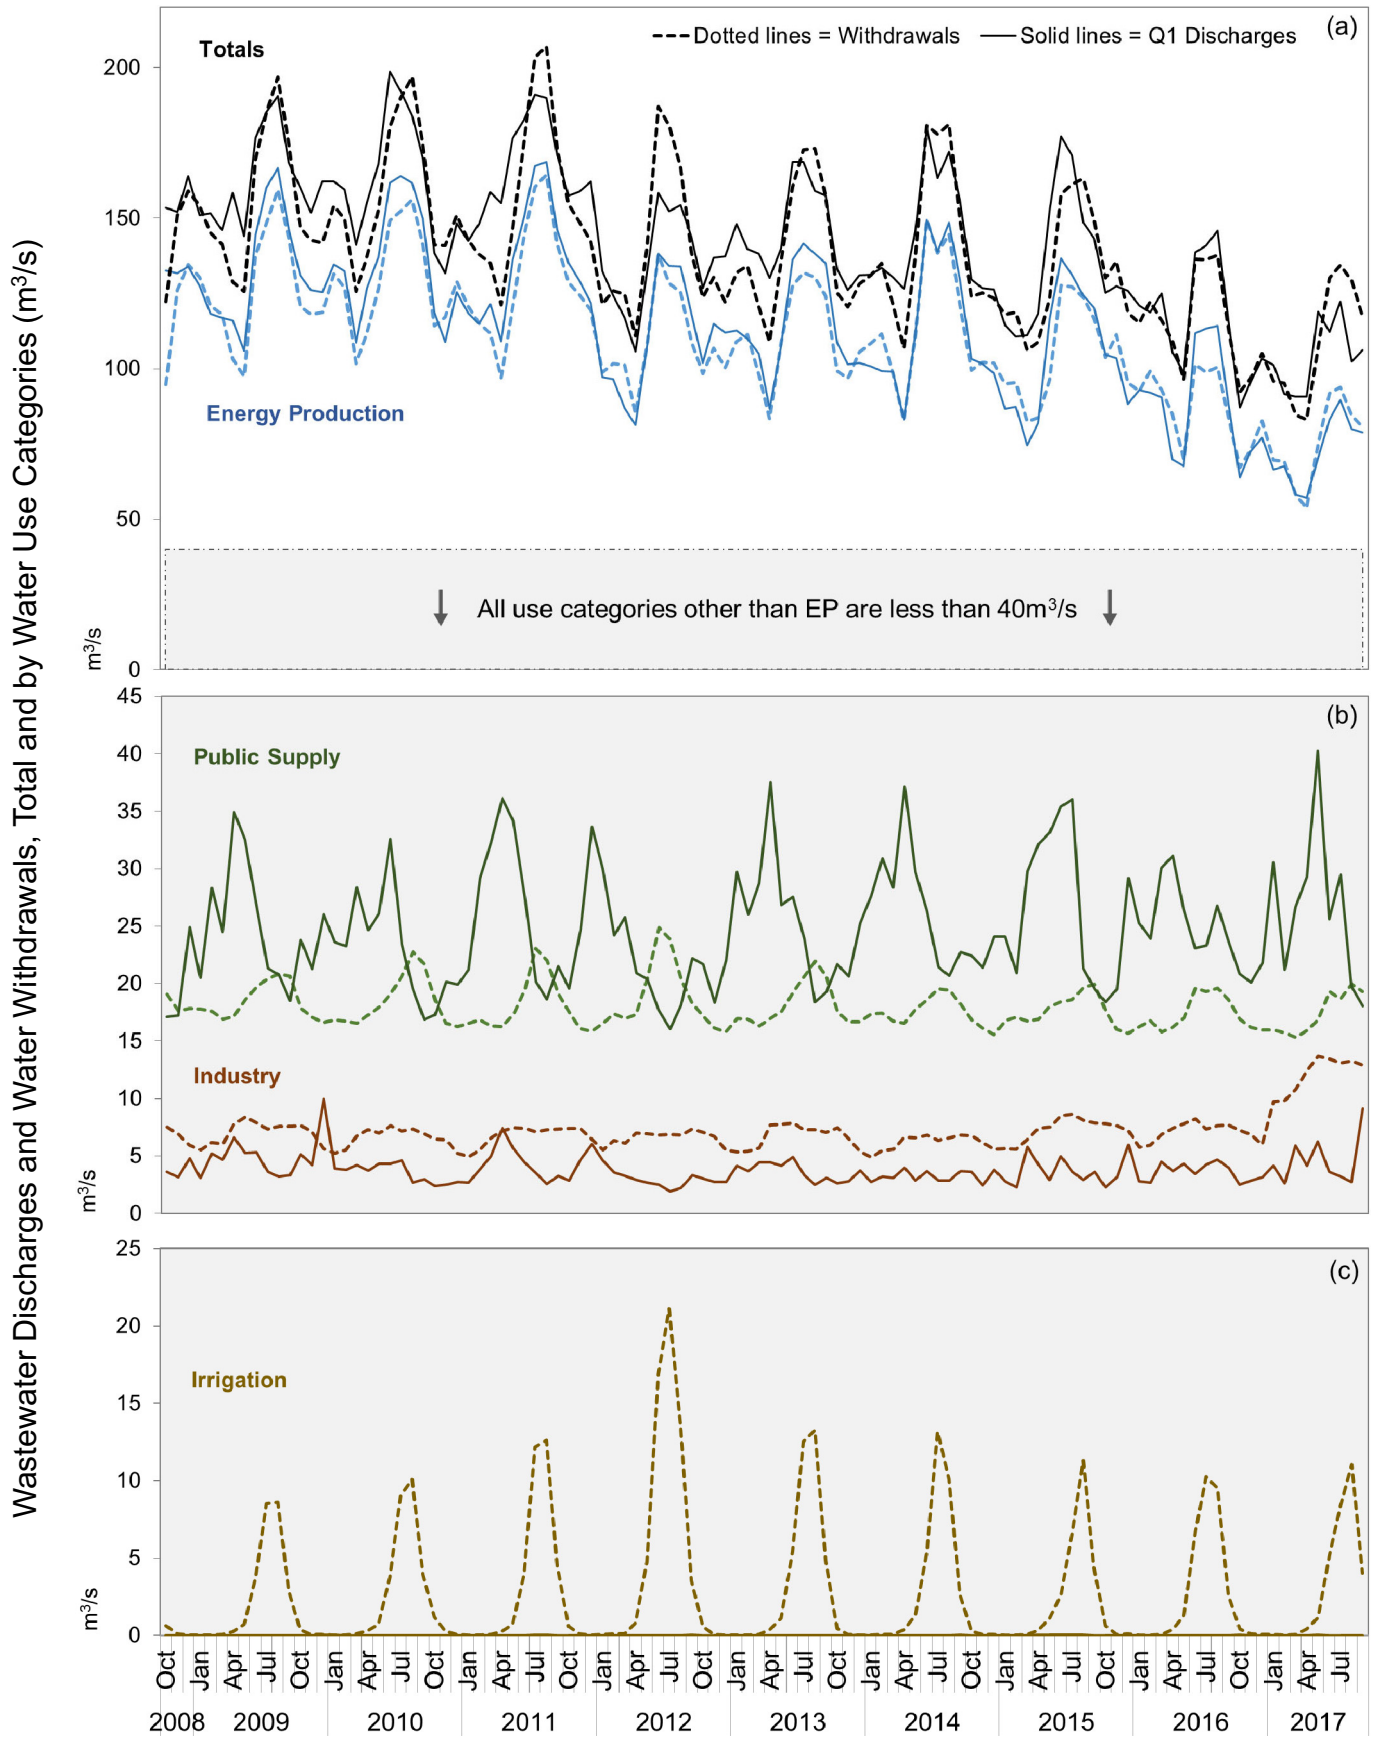 Wastewater Discharges and Water Withdrawals, Total and by Water Use Categories (m³/s)
(a)
Totals
Dotted lines = Withdrawals
Solid lines = Q1 Discharges
200
150
100
Energy Production
50
All use categories other than EP are less than 40m³/s
m³/s
0
(b)
45
40
Public Supply
35
30
25
20
15
Industry
10
5
m³/s
0
(c)
25
20
Irrigation
15
10
5
m³/s
0
Oct Jan Apr Jul Oct Jan Apr Jul Oct Jan Apr Jul Oct Jan Apr Jul Oct Jan Apr Jul Oct Jan Apr Jul Oct Jan Apr Jul Oct Jan Apr Jul Oct Jan Apr Jul
2008 2009 2010 2011 2012 2013 2014 2015 2016 2017